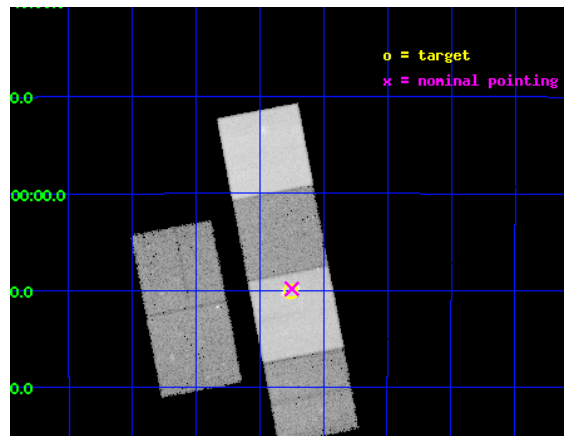 o = target
x = nominal pointing
0.0
00:00.0
0.0
0.0